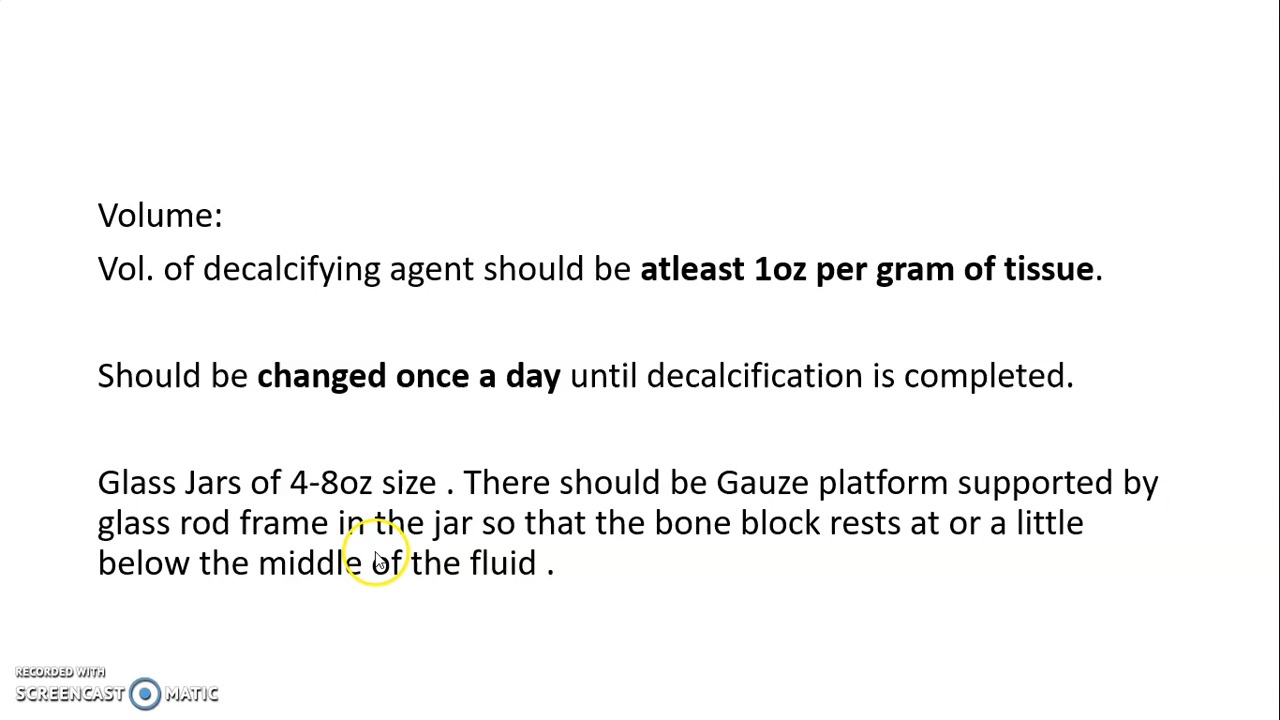 Volume:
Vol. of decalcifying agent should be atleast 1oz per gram of tissue.
Should be changed once a day until decalcification is completed.
Glass Jars of 4-8oz size . There should be Gauze platform supported by
glass rod frame in the jar so that the bone block rests at or a little
below the middle of the fluid .
RECORDED WITH
SCREENCAST MATIC